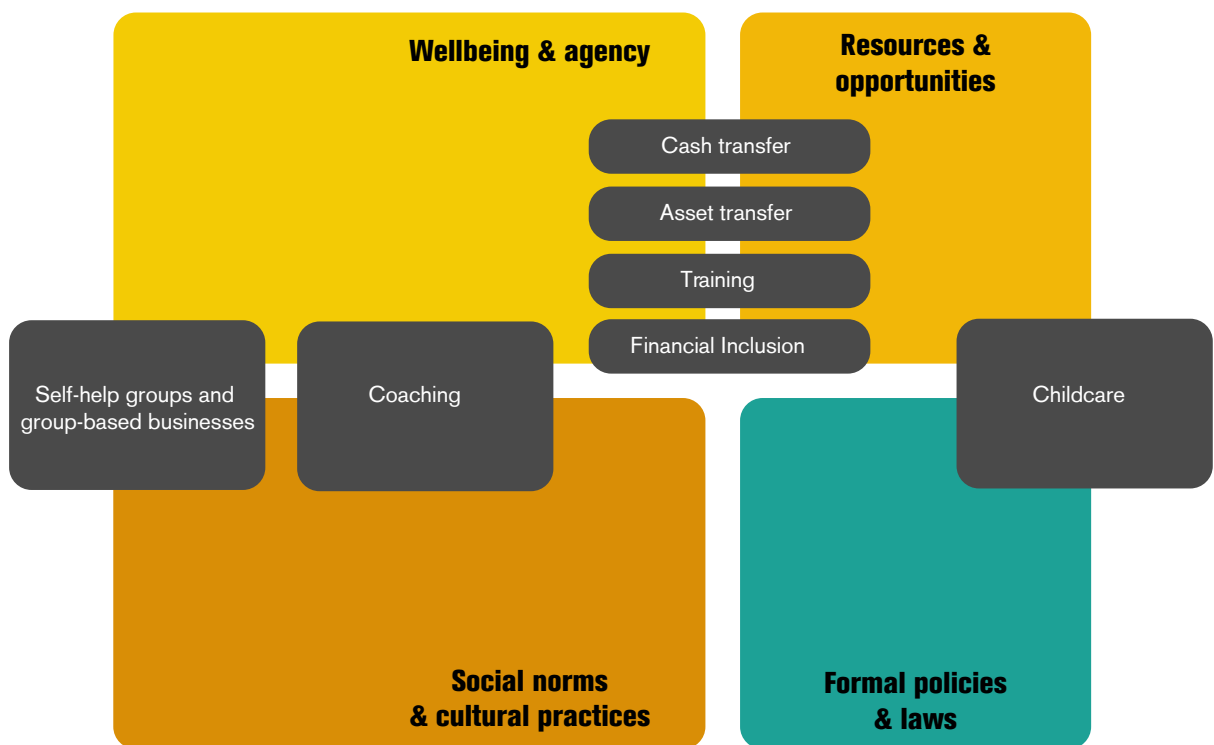 Wellbeing & agency
Resources &
opportunities
Cash transfer
Asset transfer
Training
Financial Inclusion
Self-help groups and
group-based businesses
Coaching
Childcare
Social norms
& cultural practices
Formal policies
& laws